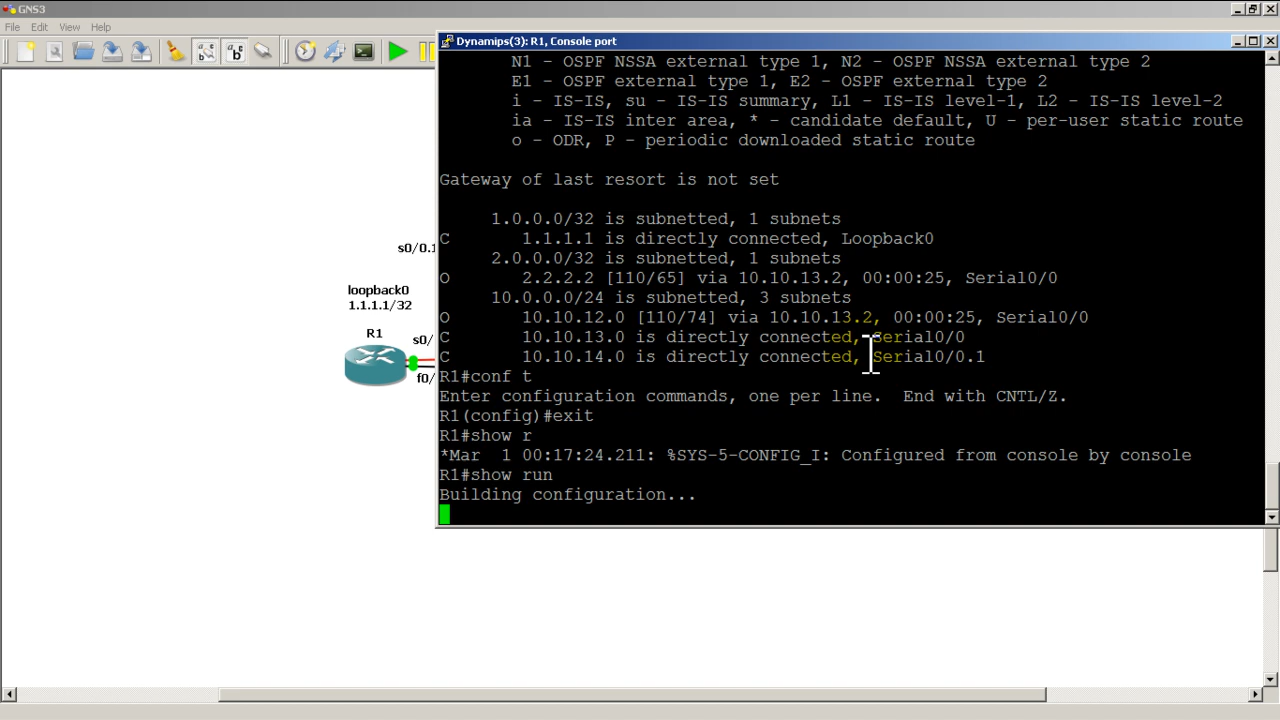 GNS3
File Edit View Help
Dynamips(3): R1, Console port
N1 - OSPF NSSA external type 1, N2 - OSPF NSSA external type 2
E1 - OSPF external type 1, E2 - OSPF external type 2
i - IS-IS, su - IS-IS summary, L1 - IS-IS level-1, L2 - IS-IS level-2
ia - IS-IS inter area, * - candidate default, U - per-user static route
o - ODR, P - periodic downloaded static route
Gateway of last resort is not set
1.0.0.0/32 is subnetted, 1 subnets
C 1.1.1.1 is directly connected, Loopback0
2.0.0.0/32 is subnetted, 1 subnets
O 2.2.2.2 [110/65] via 10.10.13.2, 00:00:25, Serial0/0
10.0.0.0/24 is subnetted, 3 subnets
O 10.10.12.0 [110/74] via 10.10.13.2, 00:00:25, Serial0/0
C 10.10.13.0 is directly connected, Serial0/0
C 10.10.14.0 is directly connected, Serial0/0.1
R1#conf t
Enter configuration commands, one per line. End with CNTL/Z.
R1(config)#exit
R1#show r
*Mar 1 00:17:24.211: %SYS-5-CONFIG_I: Configured from console by console
R1#show run
Building configuration...
s0/0.1
loopback0
1.1.1.1/32
R1
s0/
f0/